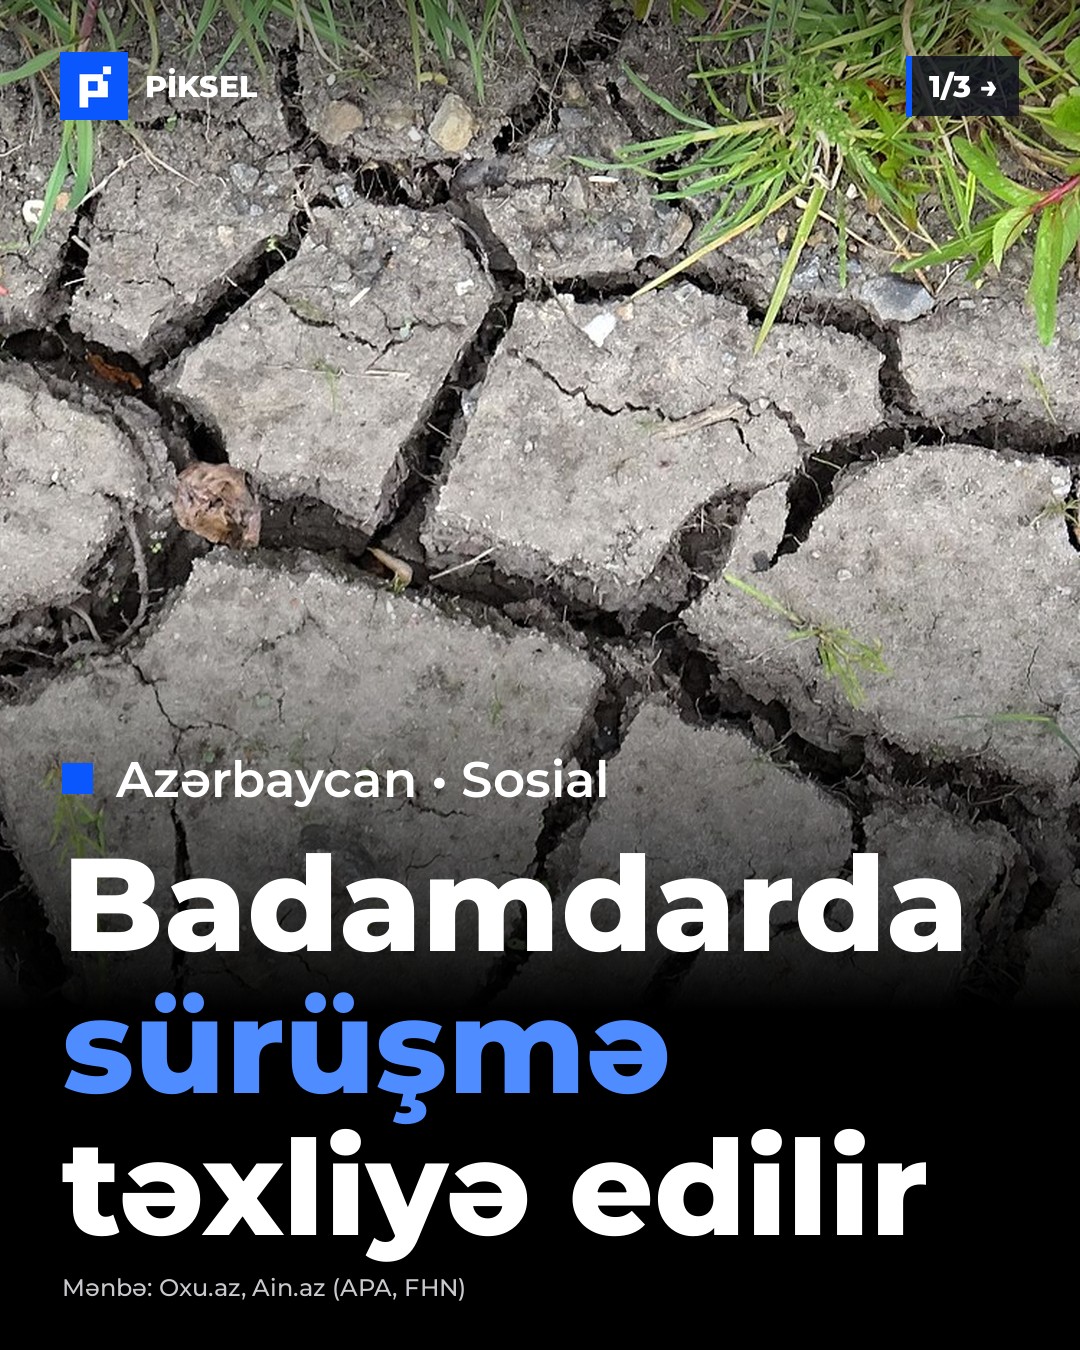 PİKSEL
1/3 →
Azərbaycan • Sosial
Badamdarda
sürüşmə
təxliyə edilir
Mənbə: Oxu.az, Ain.az (APA, FHN)